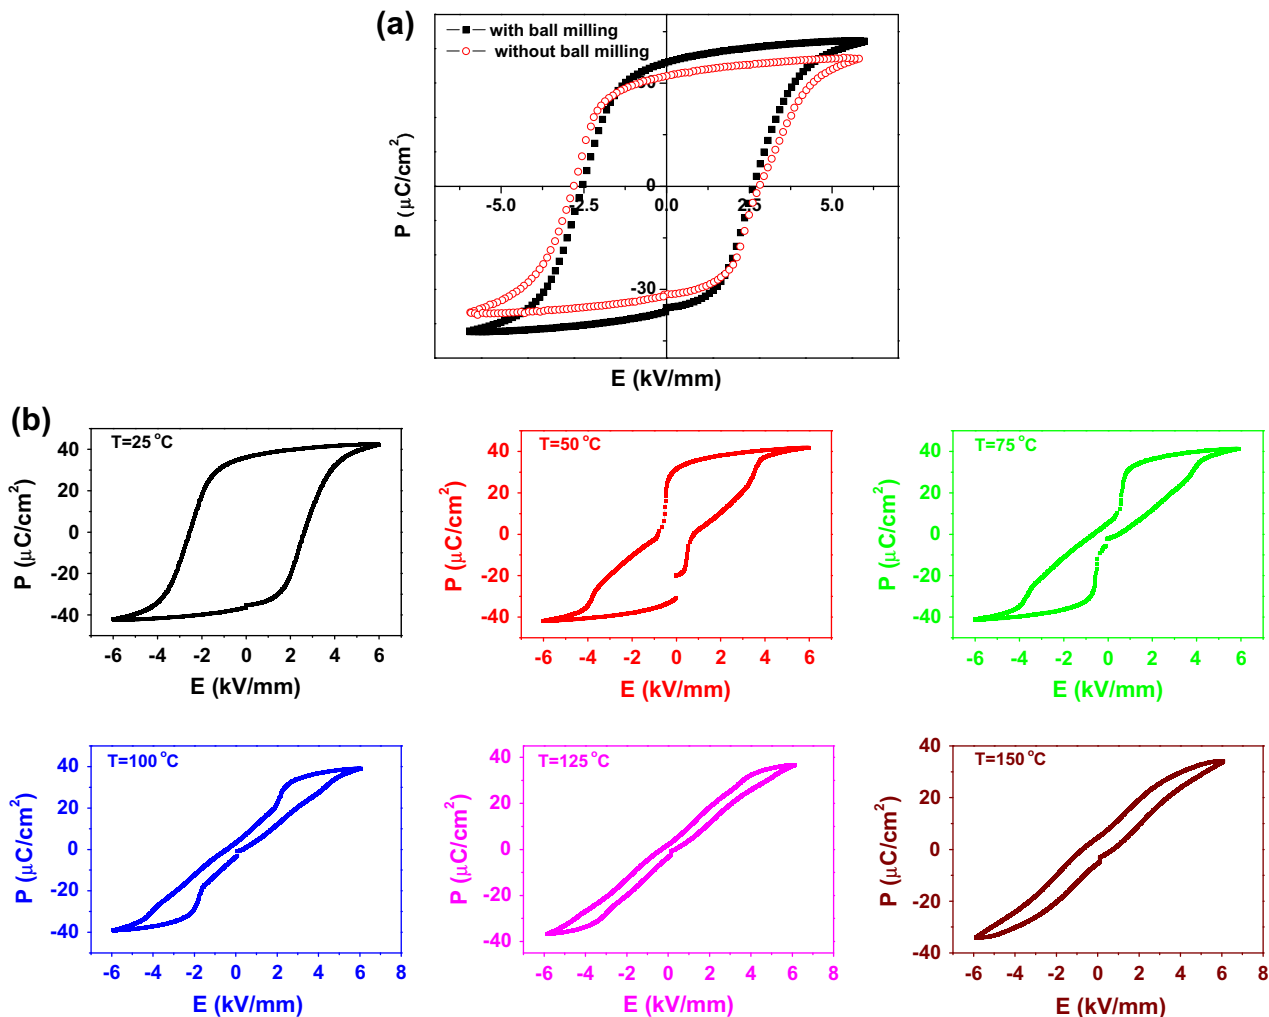 (a)
with ball milling
without ball milling
P (μC/cm²)
0
-30
-5.0
0.0
5.0
E (kV/mm)
(b)
T=25 °C
P (μC/cm²)
40
20
0
-20
-40
-6 -4 -2 0 2 4 6
E (kV/mm)
T=50 °C
P (μC/cm²)
40
20
0
-20
-40
-6 -4 -2 0 2 4 6
E (kV/mm)
T=75 °C
P (μC/cm²)
40
20
0
-20
-40
-6 -4 -2 0 2 4 6
E (kV/mm)
T=100 °C
P (μC/cm²)
40
20
0
-20
-40
-6 -4 -2 0 2 4 6 8
E (kV/mm)
T=125 °C
P (μC/cm²)
40
20
0
-20
-40
-6 -4 -2 0 2 4 6 8
E (kV/mm)
T=150 °C
P (μC/cm²)
40
20
0
-20
-40
-6 -4 -2 0 2 4 6 8
E (kV/mm)